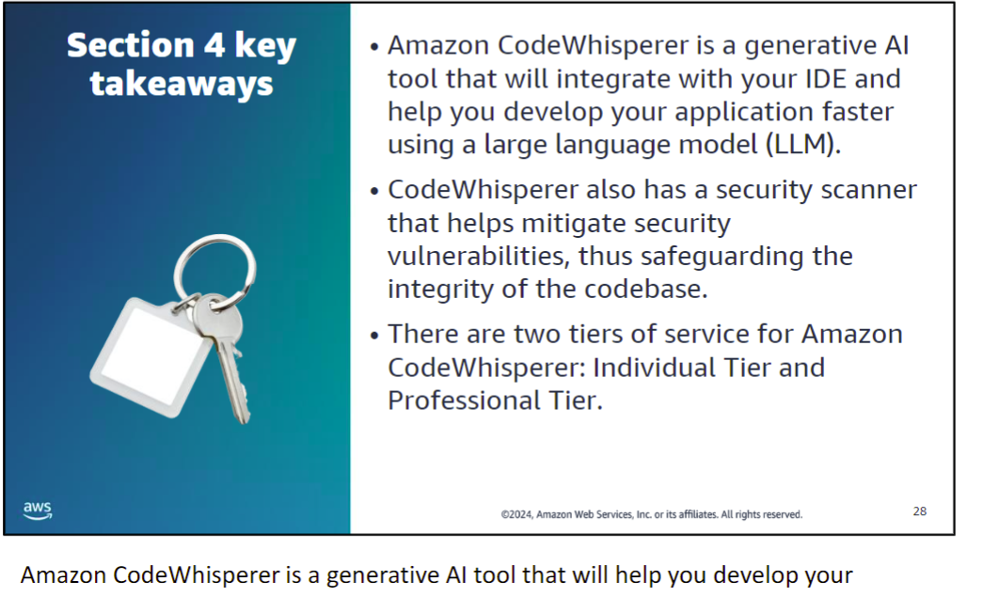 Section 4 key
takeaways
• Amazon CodeWhisperer is a generative AI
tool that will integrate with your IDE and
help you develop your application faster
using a large language model (LLM).
• CodeWhisperer also has a security scanner
that helps mitigate security
vulnerabilities, thus safeguarding the
integrity of the codebase.
• There are two tiers of service for Amazon
CodeWhisperer: Individual Tier and
Professional Tier.
aws
©2024, Amazon Web Services, Inc. or its affiliates. All rights reserved.
28
Amazon CodeWhisperer is a generative AI tool that will help you develop your